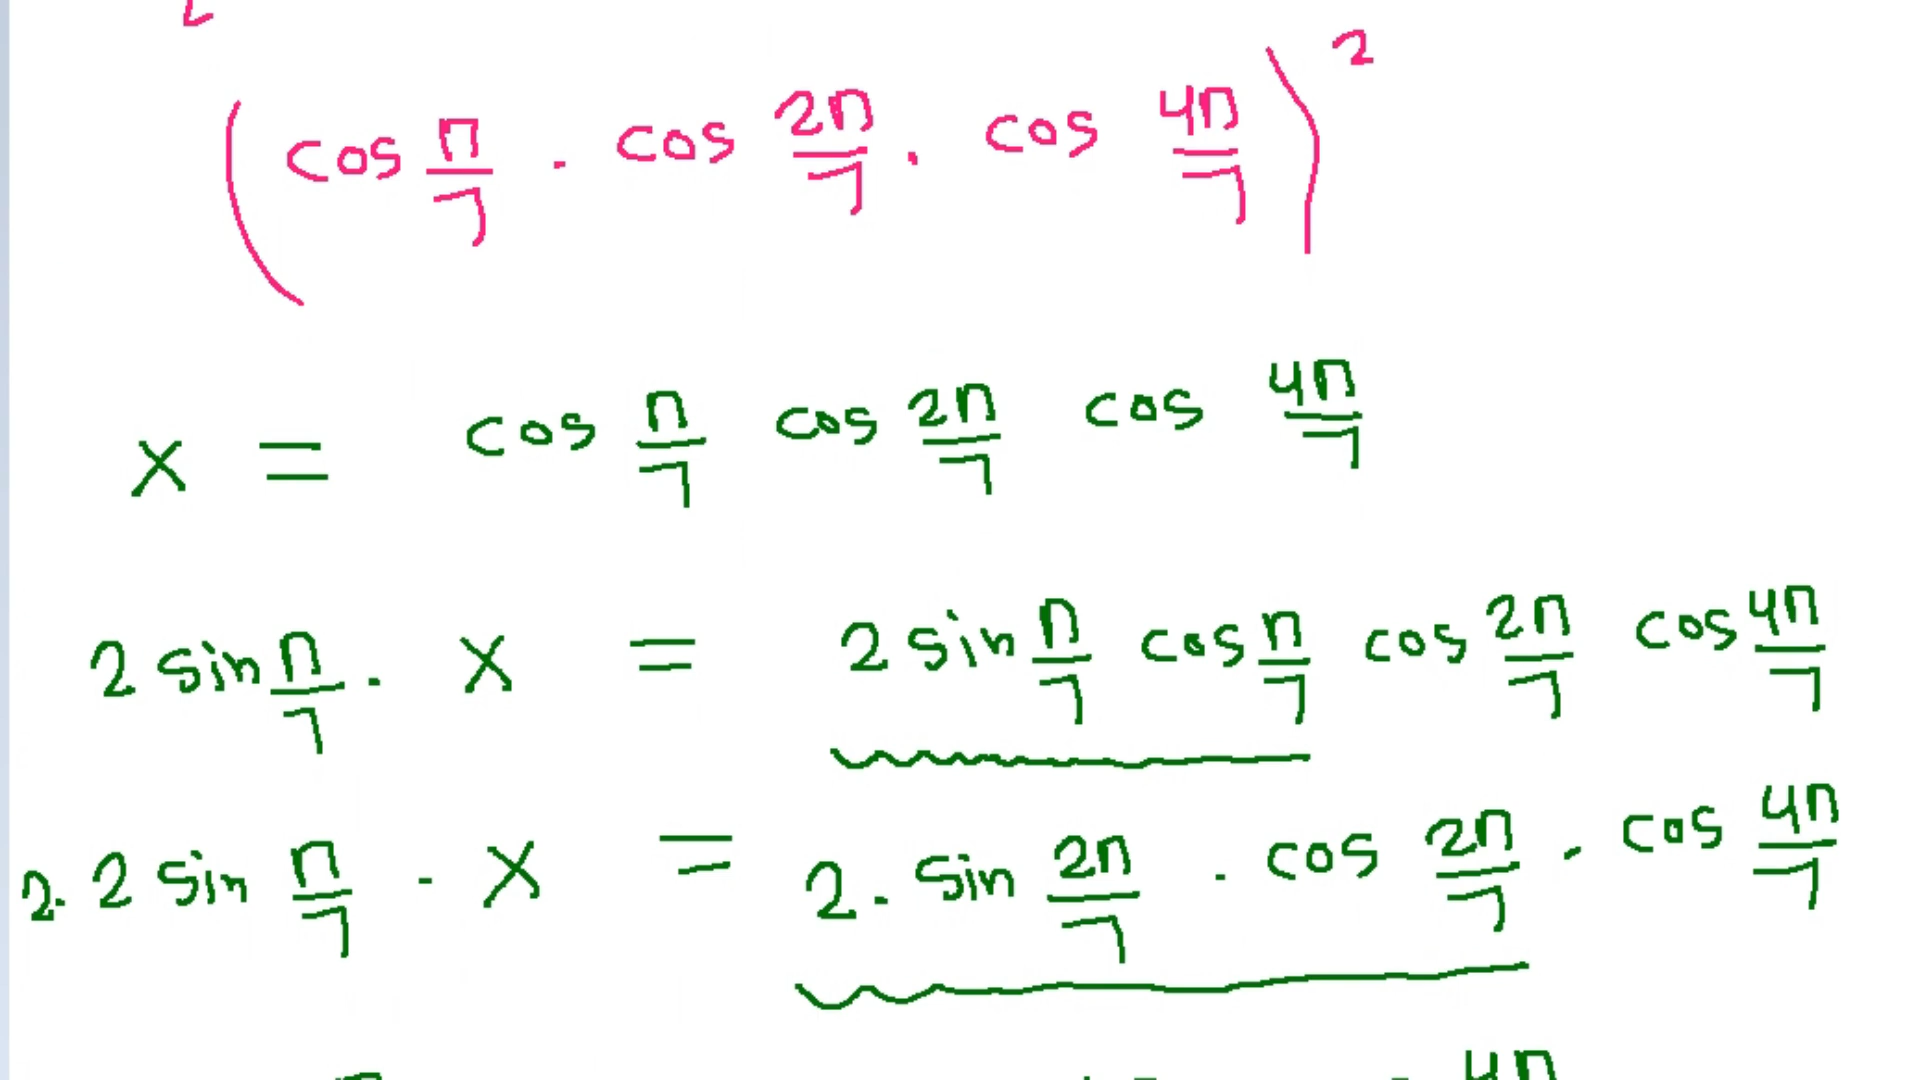 (cos π/7 . cos 2π/7 . cos 4π/7)²
x = cos π/7 cos 2π/7 cos 4π/7
2 sin π/7 . x = 2 sin π/7 cos π/7 cos 2π/7 cos 4π/7
2. 2 sin π/7 . x = 2. sin 2π/7 . cos 2π/7 . cos 4π/7
4π